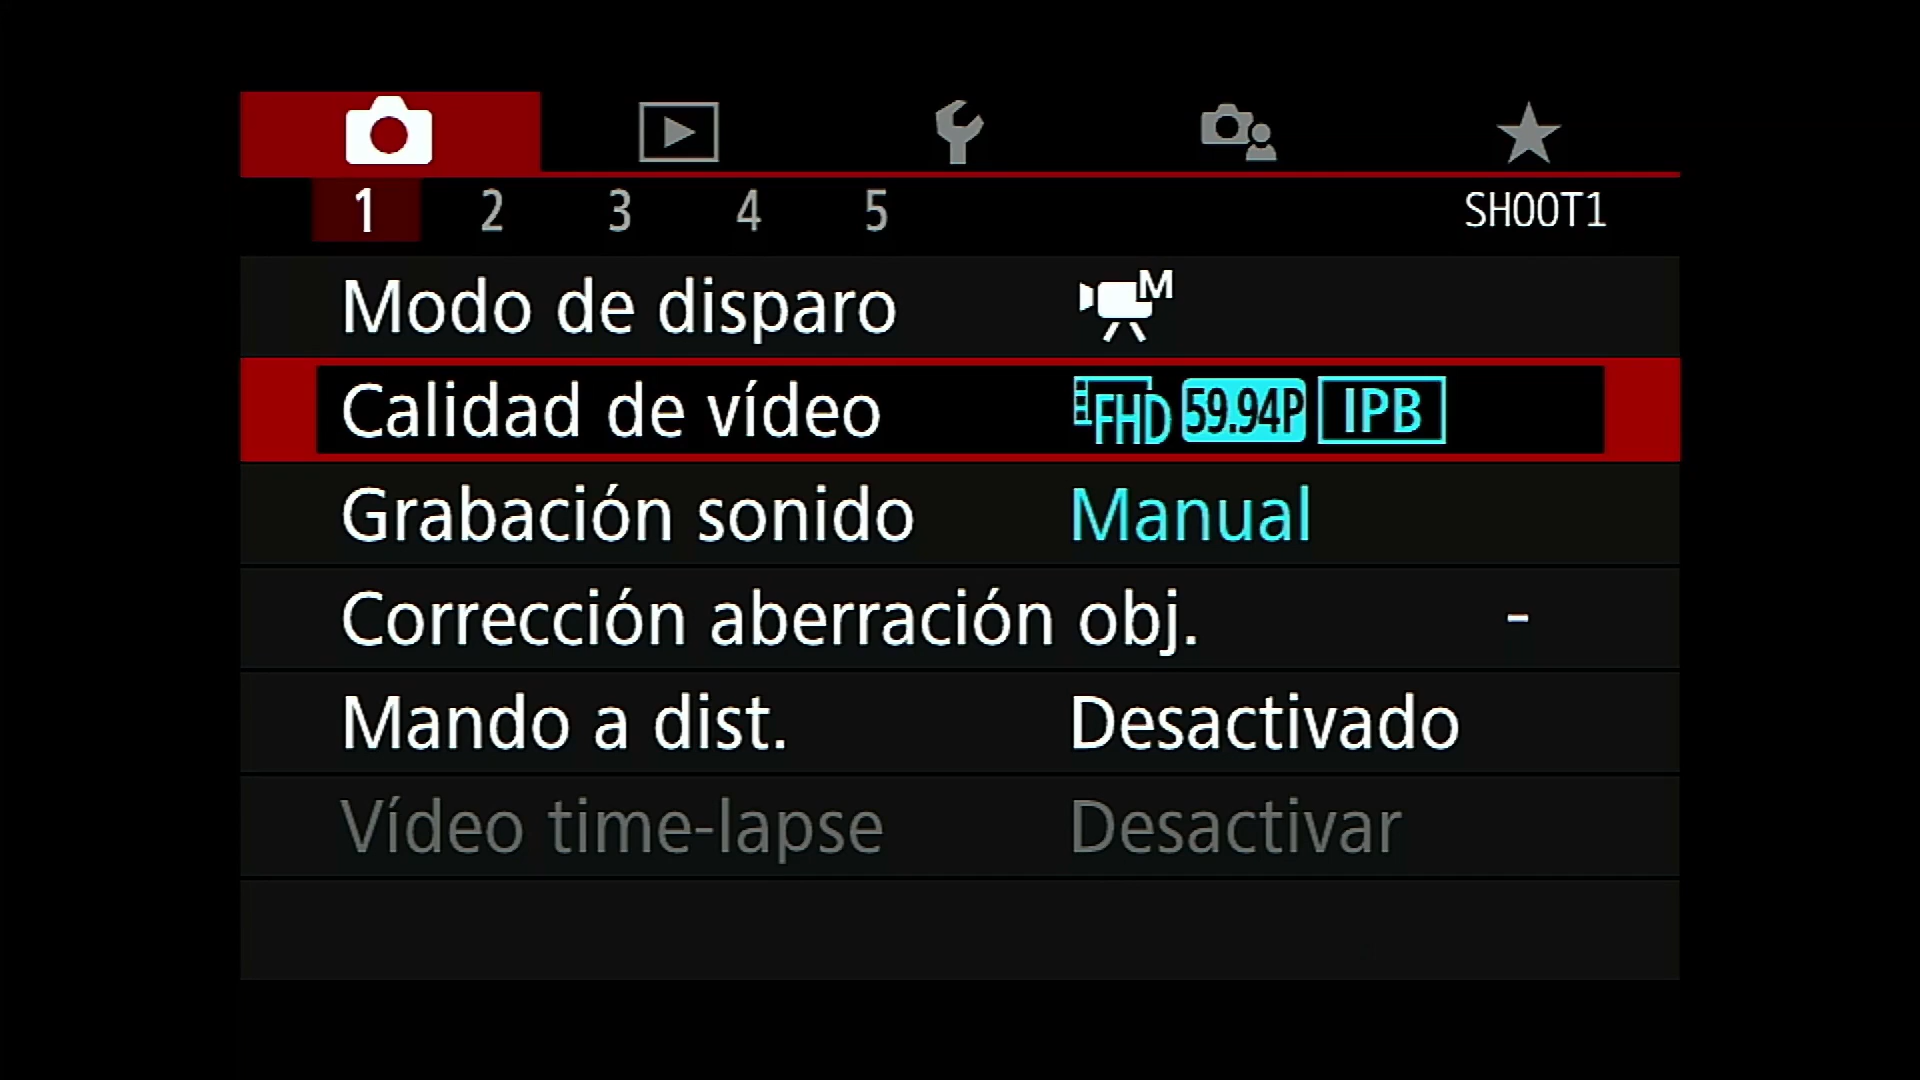 1 2 3 4 5 SHOOT1
Modo de disparo M
Calidad de vídeo FHD 59.94P IPB
Grabación sonido Manual
Corrección aberración obj. -
Mando a dist. Desactivado
Vídeo time-lapse Desactivar